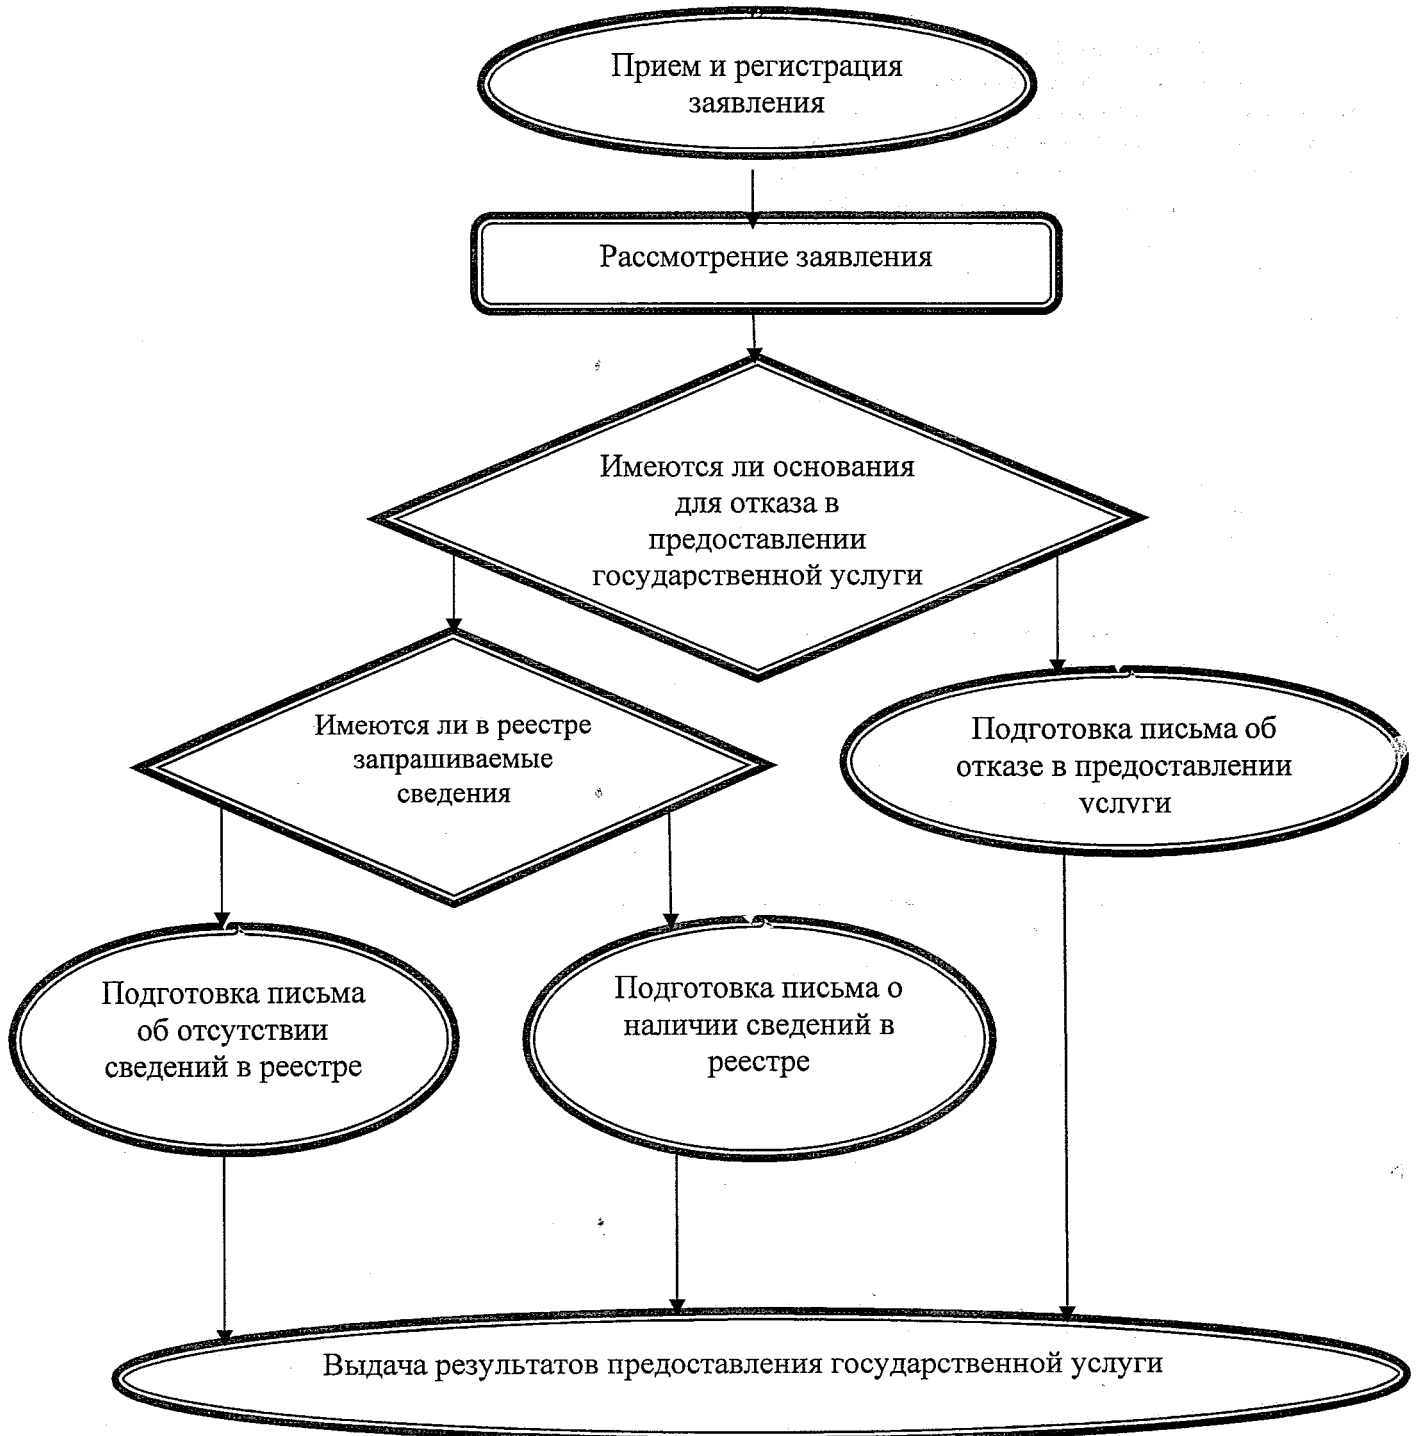 Прием и регистрация
заявления
Рассмотрение заявления
Имеются ли основания
для отказа в
предоставлении
государственной услуги
Имеются ли в реестре
запрашиваемые
сведения
Подготовка письма об
отказе в предоставлении
услуги
Подготовка письма
об отсутствии
сведений в реестре
Подготовка письма о
наличии сведений в
реестре
Выдача результатов предоставления государственной услуги